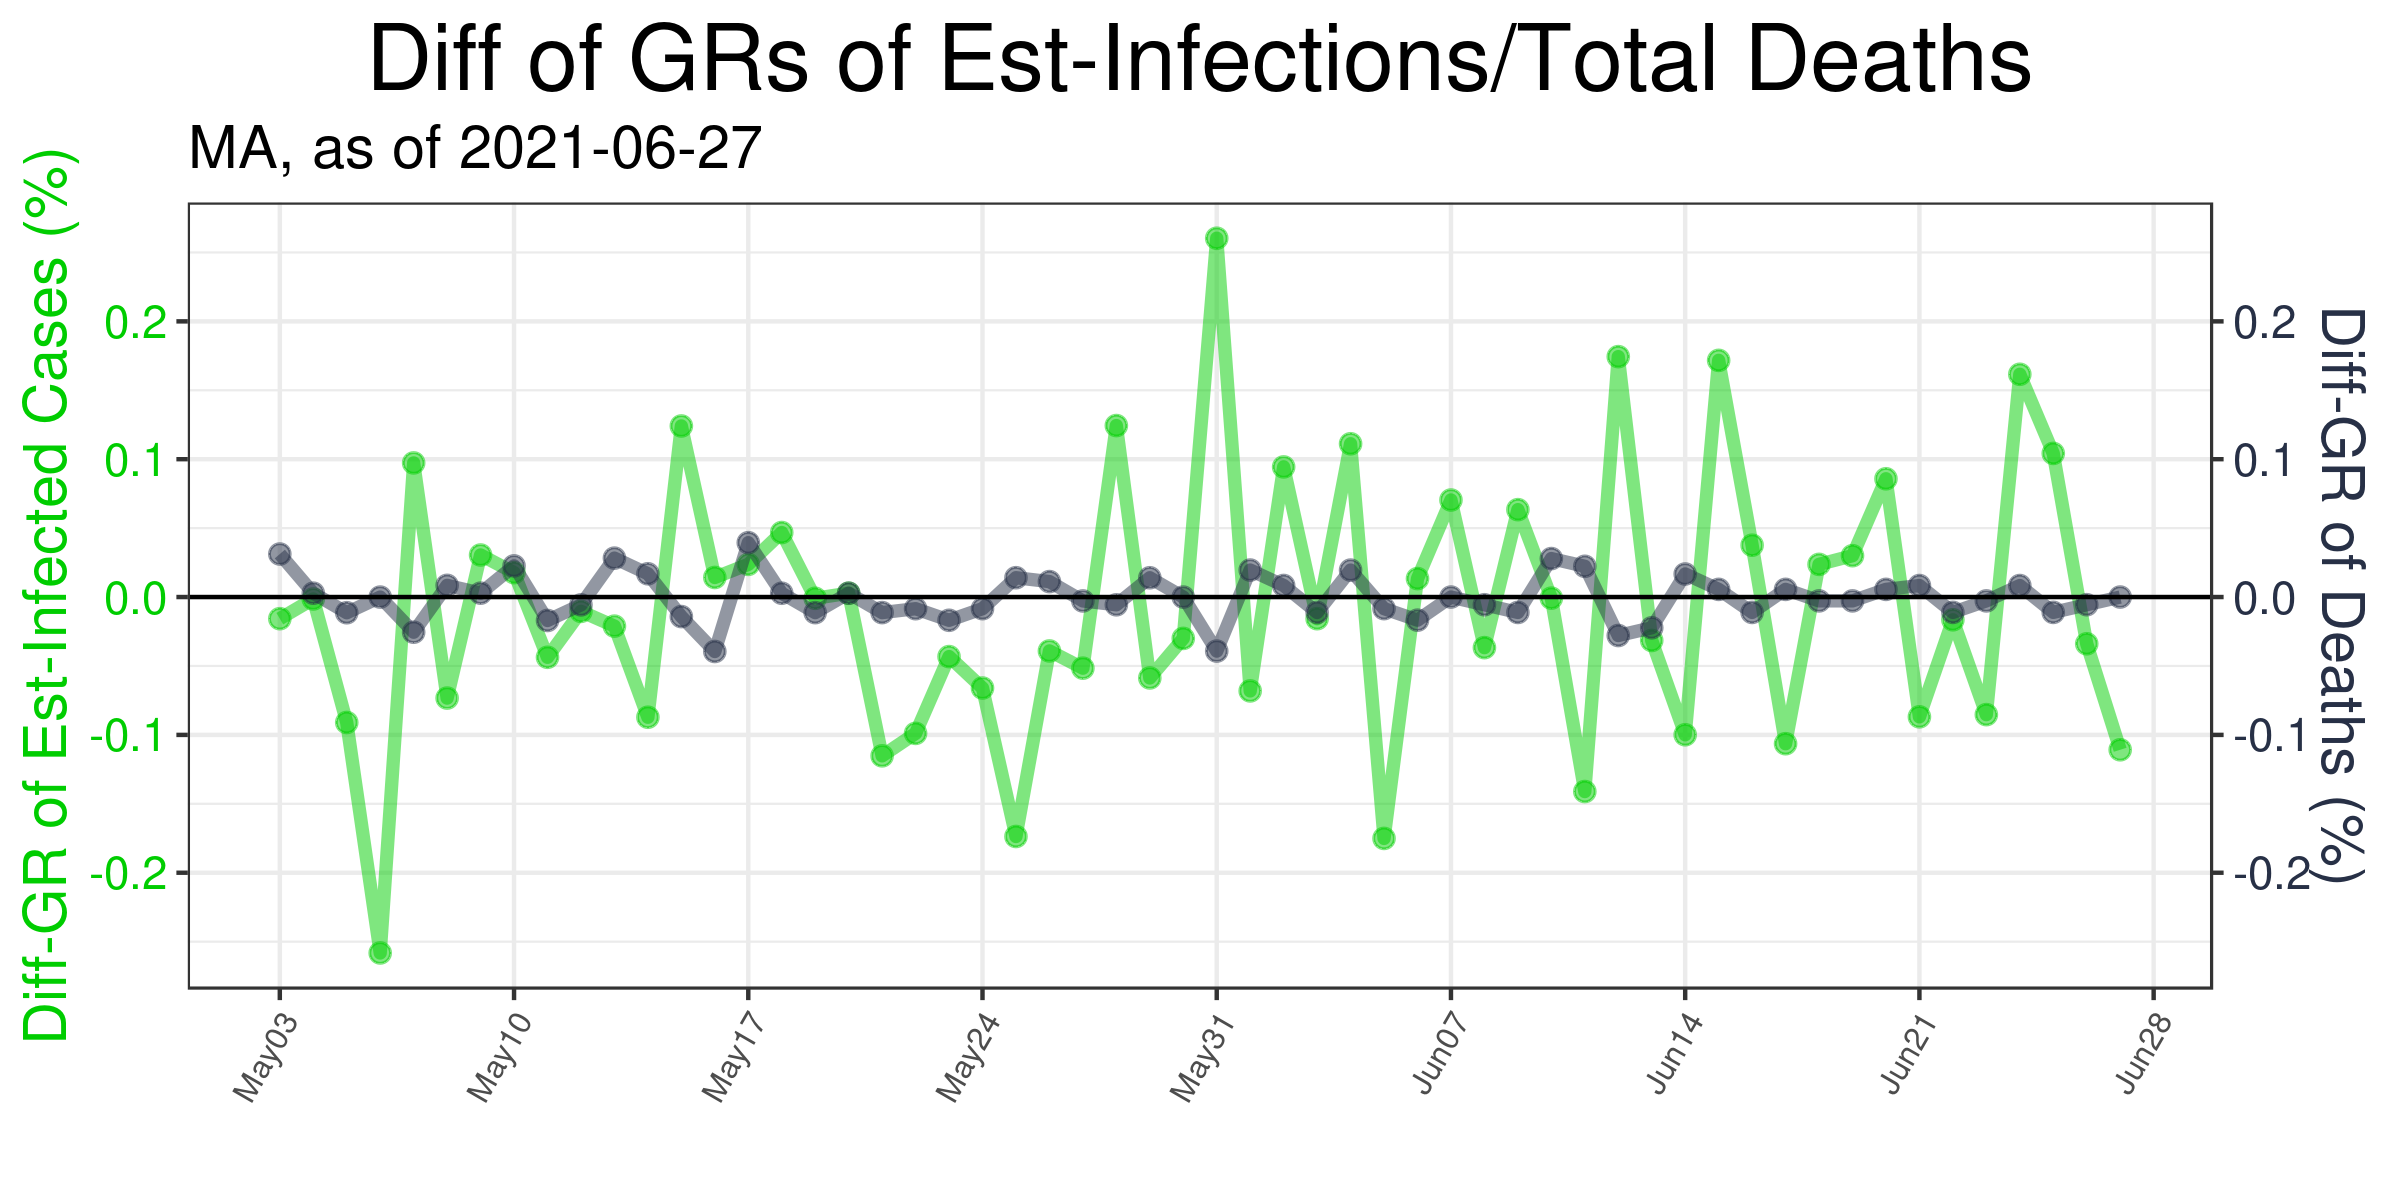 Diff of GRs of Est-Infections/Total Deaths
MA, as of 2021-06-27
Diff-GR of Est-Infected Cases (%)
0.2
0.1
0.0
-0.1
-0.2
0.2
0.1
0.0
-0.1
-0.2
Diff-GR of Deaths (%)
May03
May10
May17
May24
May31
Jun07
Jun14
Jun21
Jun28